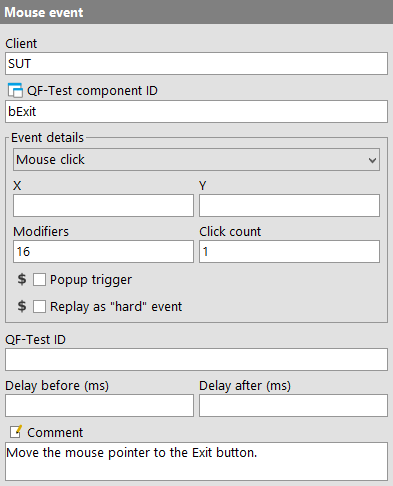 Mouse event
Client
SUT
QF-Test component ID
bExit
Event details
Mouse click
X Y
Modifiers Click count
16 1
$ Popup trigger
$ Replay as "hard" event
QF-Test ID
Delay before (ms) Delay after (ms)
Comment
Move the mouse pointer to the Exit button.